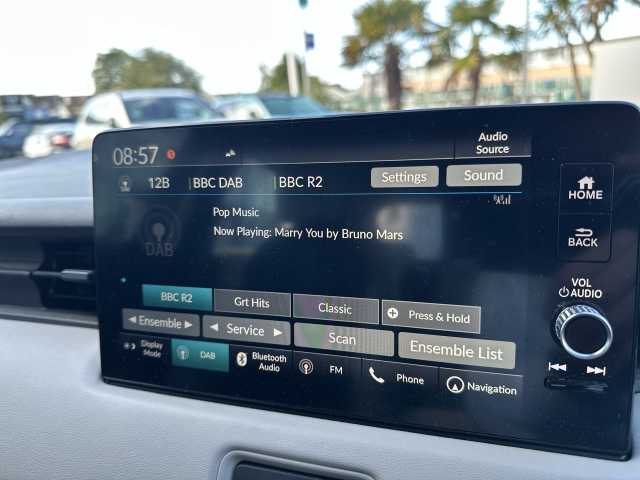 Audio
Source
08:57
12B BBC DAB BBC R2 Settings Sound
HOME
Pop Music
DAB
Now Playing: Marry You by Bruno Mars
BACK
VOL
AUDIO
BBC R2 Grt Hits Classic Press & Hold
Ensemble Service Scan Ensemble List
Display
Mode
DAB
Bluetooth
Audio
FM
Phone
Navigation